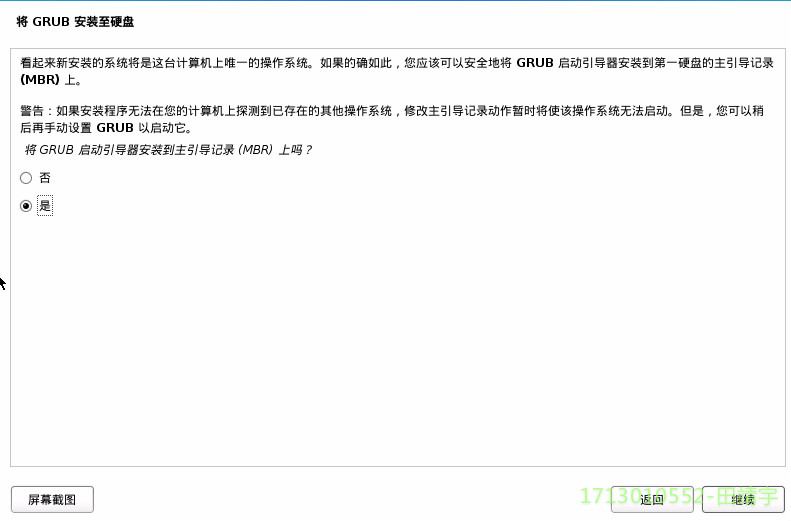 将 GRUB 安装至硬盘
看起来新安装的系统将是这台计算机上唯一的操作系统。如果的确如此，您应该可以安全地将 GRUB 启动引导器安装到第一硬盘的主引导记录
(MBR) 上。
警告：如果安装程序无法在您的计算机上探测到已存在的其他操作系统，修改主引导记录动作暂时将使该操作系统无法启动。但是，您可以稍
后再手动设置 GRUB 以启动它。
将 GRUB 启动引导器安装到主引导记录 (MBR) 上吗？
否
是
屏幕截图
返回
继续